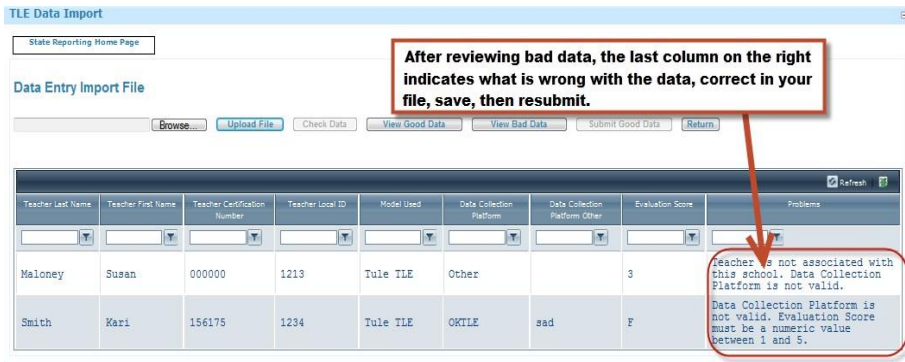 TLE Data Import
State Reporting Home Page
After reviewing bad data, the last column on the right
indicates what is wrong with the data, correct in your
file, save, then resubmit.
Data Entry Import File
Browse... Upload File Check Data View Good Data View Bad Data Submit Good Data Return
Refresh
Teacher Last Name Teacher First Name Teacher Certification Number Teacher Local ID Model Used Data Collection Platform Data Collection Platform Other Evaluation Score Problems
Maloney Susan 000000 1213 Tule TLE Other 3
Teacher is not associated with
this school. Data Collection
Platform is not valid.
Smith Kari 156175 1234 Tule TLE OKTLE sad F
Data Collection Platform is
not valid. Evaluation Score
must be a numeric value
between 1 and 5.